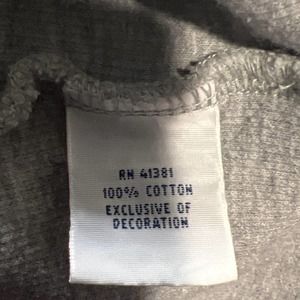 RN 41381
100% COTTON
EXCLUSIVE OF
DECORATION